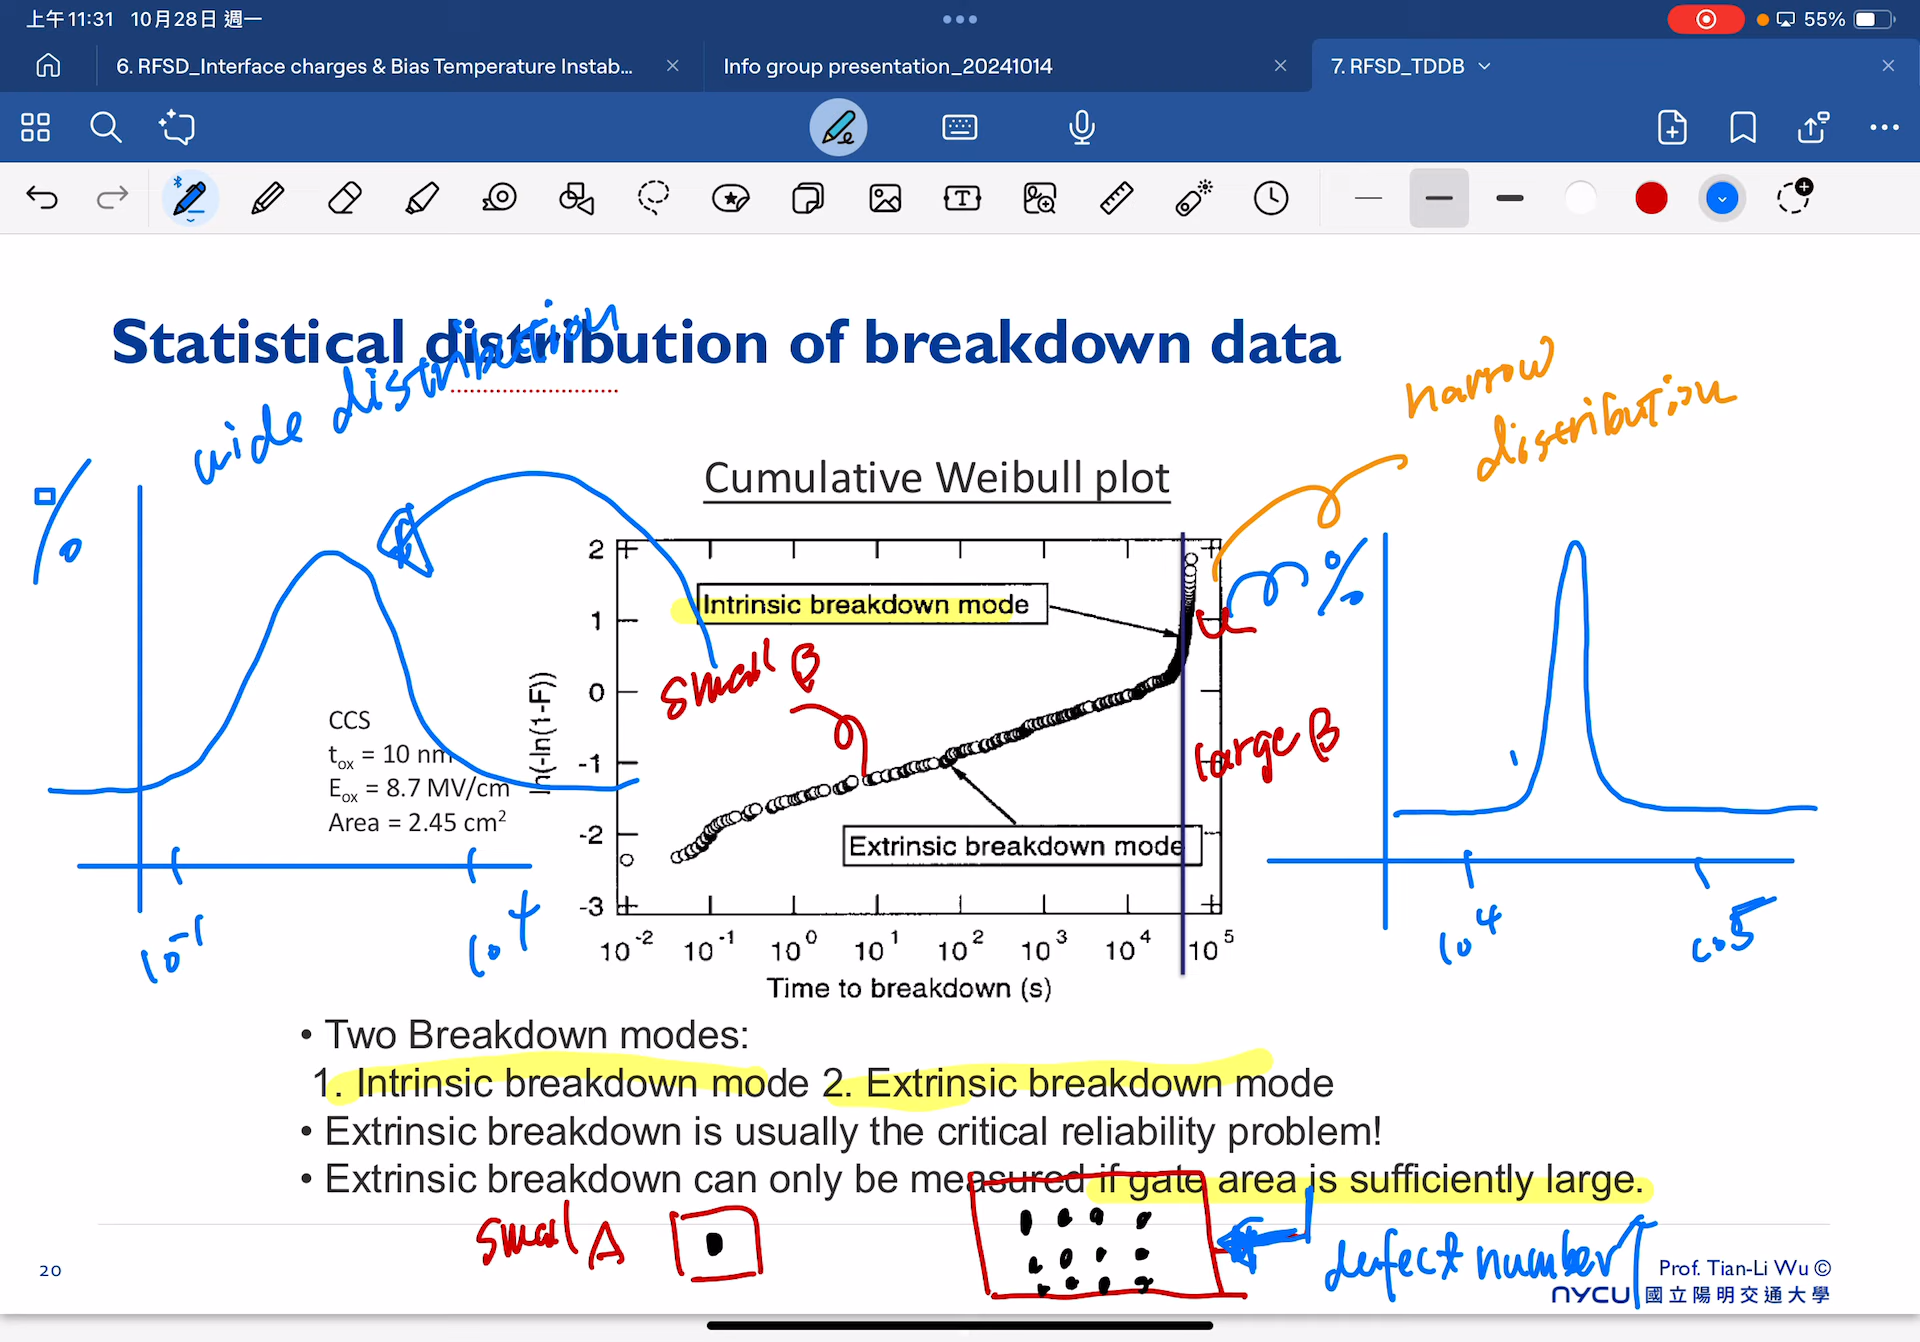 上午11:31 10月28日 週一
55%
6. RFSD_Interface charges & Bias Temperature Instab...
Info group presentation_20241014
7. RFSD_TDDB
Statistical distribution of breakdown data
wide distribution
narrow
distribution
Cumulative Weibull plot
%
%
2
1
0
-1
-2
-3
ln(-ln(1-F))
Intrinsic breakdown mode
small β
large β
Extrinsic breakdown mode
CCS
tox = 10 nm
Eox = 8.7 MV/cm
Area = 2.45 cm2
10-1
10-2 10-1 100 101 102 103 104 105
Time to breakdown (s)
104
105
• Two Breakdown modes:
1. Intrinsic breakdown mode 2. Extrinsic breakdown mode
• Extrinsic breakdown is usually the critical reliability problem!
• Extrinsic breakdown can only be measured if gate area is sufficiently large.
small A
defect number ↑
20
Prof. Tian-Li Wu ©
NYCU 國立陽明交通大學